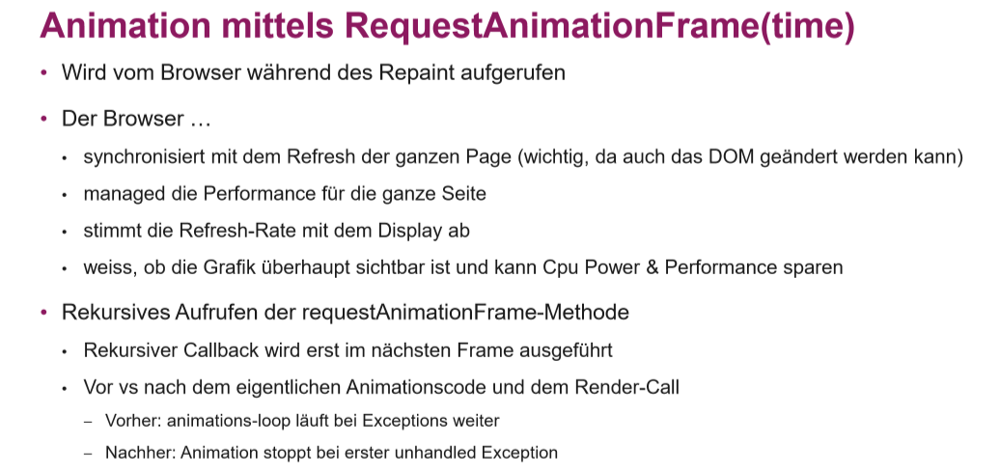 Animation mittels RequestAnimationFrame(time)
• Wird vom Browser während des Repaint aufgerufen
• Der Browser …
• synchronisiert mit dem Refresh der ganzen Page (wichtig, da auch das DOM geändert werden kann)
• managed die Performance für die ganze Seite
• stimmt die Refresh-Rate mit dem Display ab
• weiss, ob die Grafik überhaupt sichtbar ist und kann Cpu Power & Performance sparen
• Rekursives Aufrufen der requestAnimationFrame-Methode
• Rekursiver Callback wird erst im nächsten Frame ausgeführt
• Vor vs nach dem eigentlichen Animationscode und dem Render-Call
– Vorher: animations-loop läuft bei Exceptions weiter
– Nachher: Animation stoppt bei erster unhandled Exception